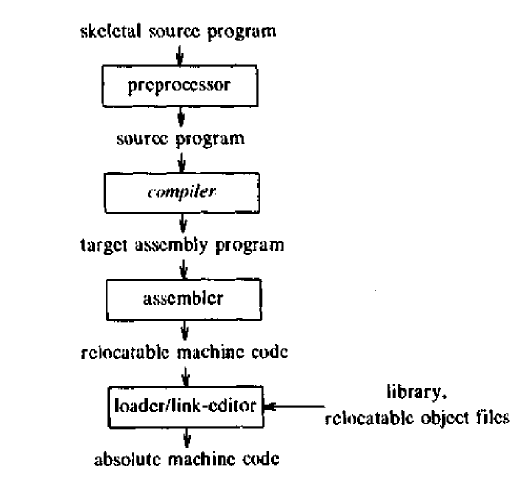 skeletal source program
preprocessor
source program
compiler
target assembly program
assembler
relocatable machine code
loader/link-editor
library,
relocatable object files
absolute machine code